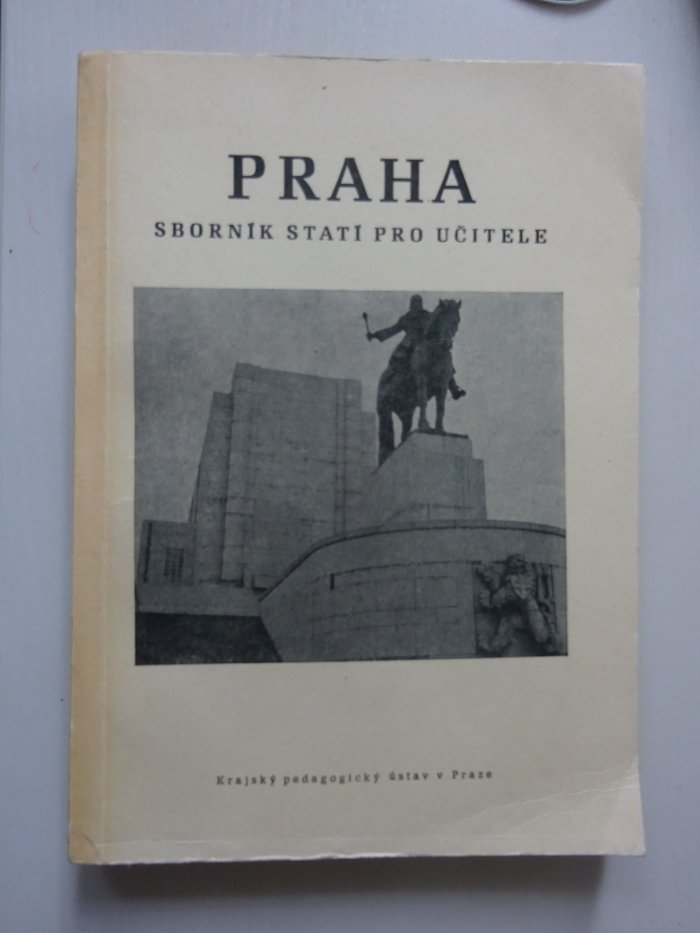 PRAHA
SBORNÍK STATÍ PRO UČITELE
Krajský pedagogický ústav v Praze